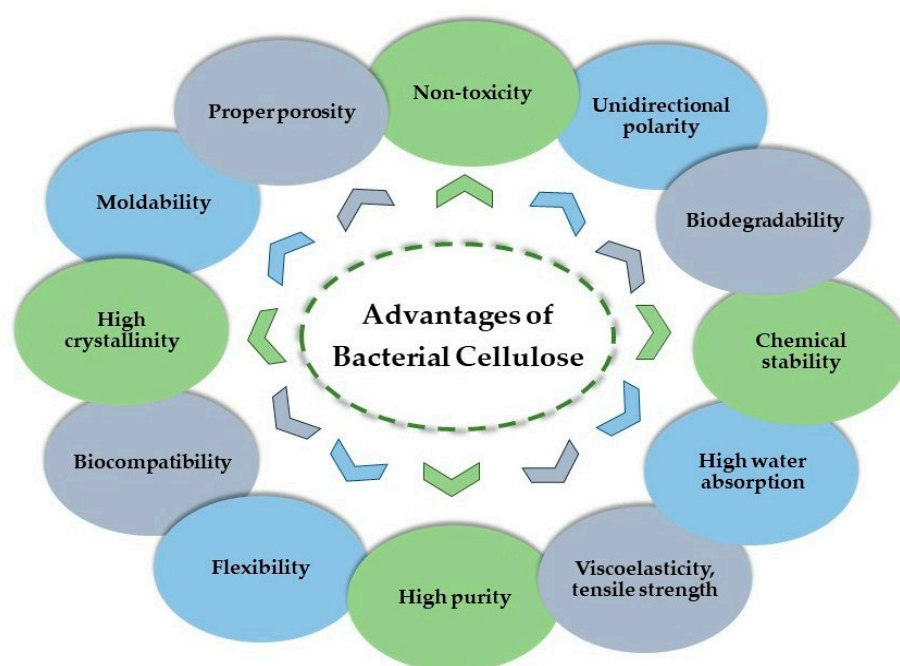 Non-toxicity
Unidirectional
polarity
Biodegradability
Chemical
stability
High water
absorption
Viscoelasticity,
tensile strength
High purity
Flexibility
Biocompatibility
High
crystallinity
Moldability
Proper porosity
Advantages of
Bacterial Cellulose